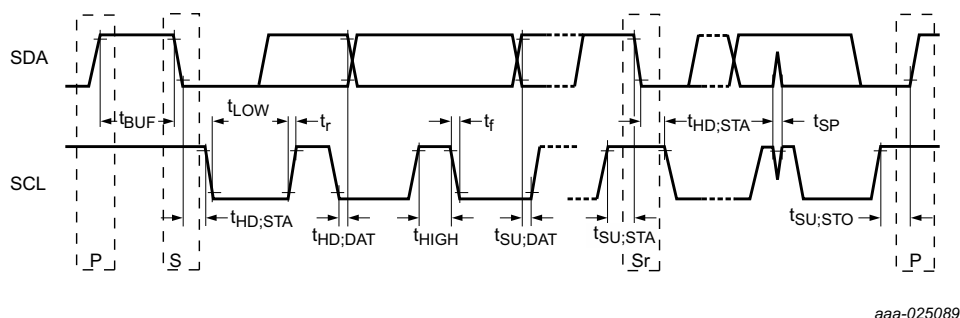 SDA
tBUF
tLOW
tr
tf
tHD;STA
tSP
SCL
tHD;STA
tHD;DAT
tHIGH
tSU;DAT
tSU;STA
tSU;STO
P
S
Sr
P
aaa-025089